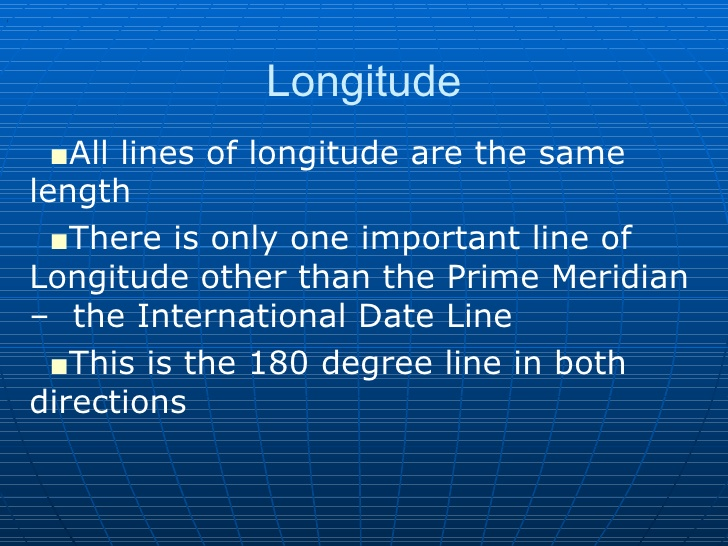 Longitude
▪All lines of longitude are the same
length
▪There is only one important line of
Longitude other than the Prime Meridian
– the International Date Line
▪This is the 180 degree line in both
directions